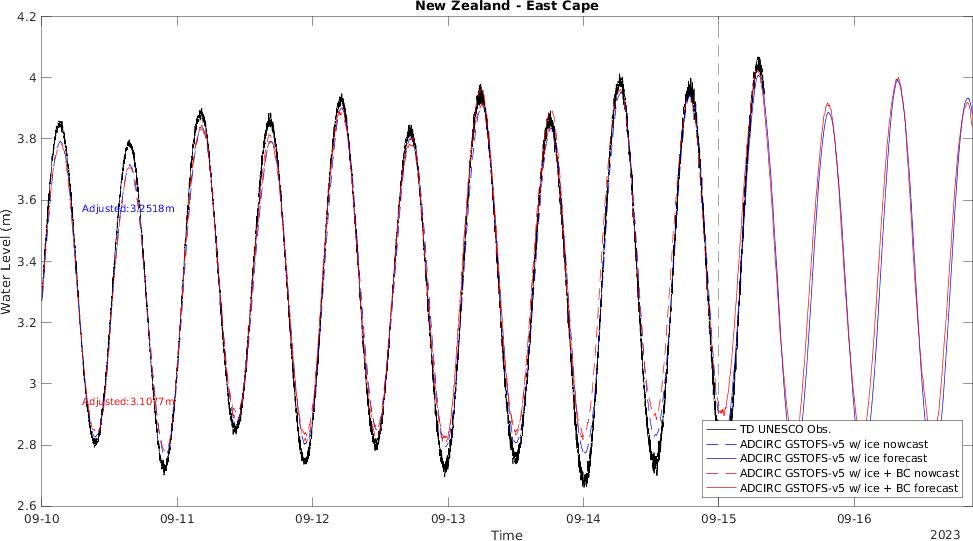 New Zealand - East Cape
4.2
4
3.8
3.6
3.4
3.2
3
2.8
2.6
Water Level (m)
Adjusted:3.2518m
Adjusted:3.1077m
TD UNESCO Obs.
ADCIRC GSTOFS-v5 w/ ice nowcast
ADCIRC GSTOFS-v5 w/ ice forecast
ADCIRC GSTOFS-v5 w/ ice + BC nowcast
ADCIRC GSTOFS-v5 w/ ice + BC forecast
09-10 09-11 09-12 09-13 09-14 09-15 09-16
Time
2023